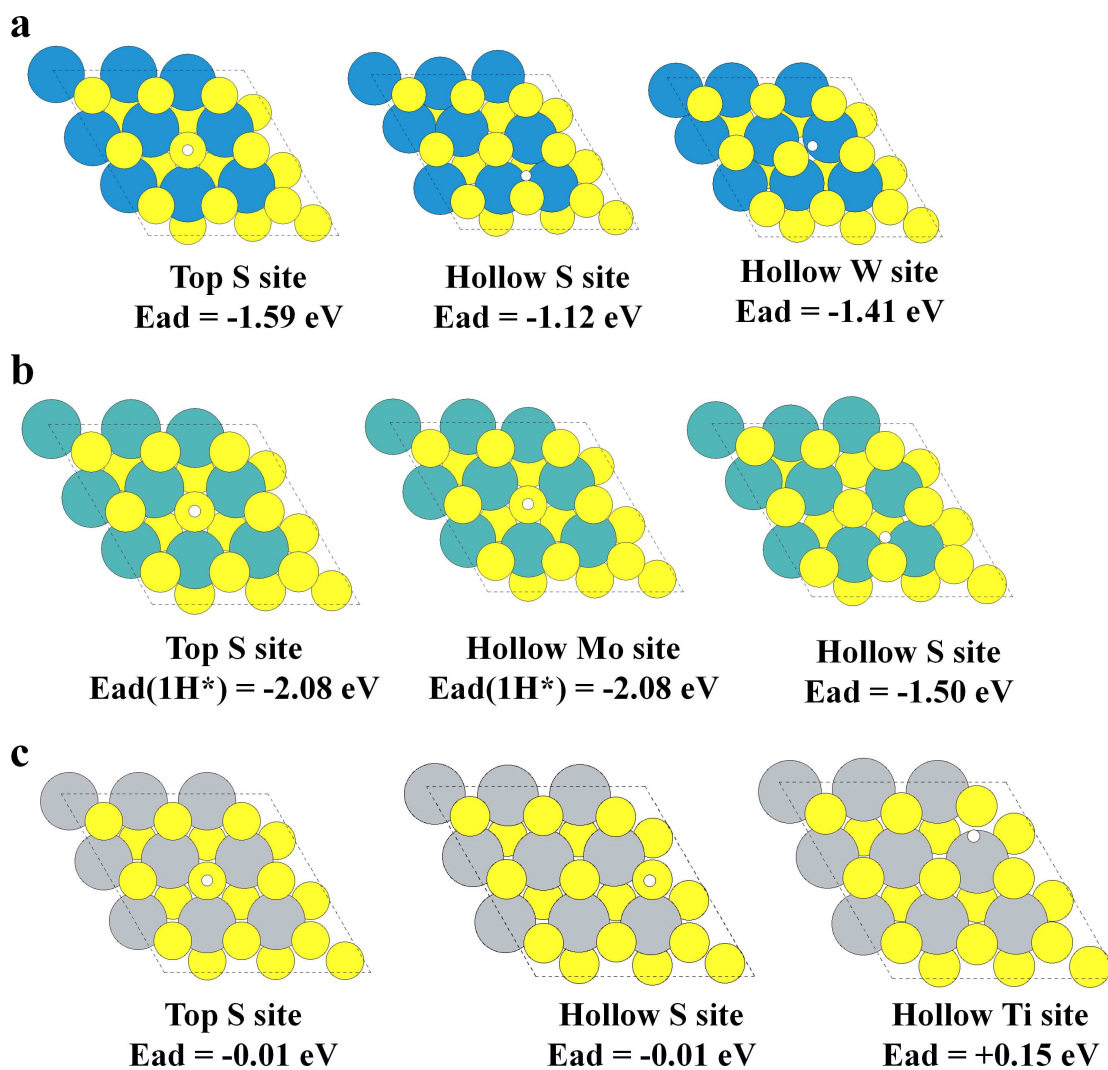 a
Top S site
Ead = -1.59 eV
Hollow S site
Ead = -1.12 eV
Hollow W site
Ead = -1.41 eV
b
Top S site
Ead(1H*) = -2.08 eV
Hollow Mo site
Ead(1H*) = -2.08 eV
Hollow S site
Ead = -1.50 eV
c
Top S site
Ead = -0.01 eV
Hollow S site
Ead = -0.01 eV
Hollow Ti site
Ead = +0.15 eV